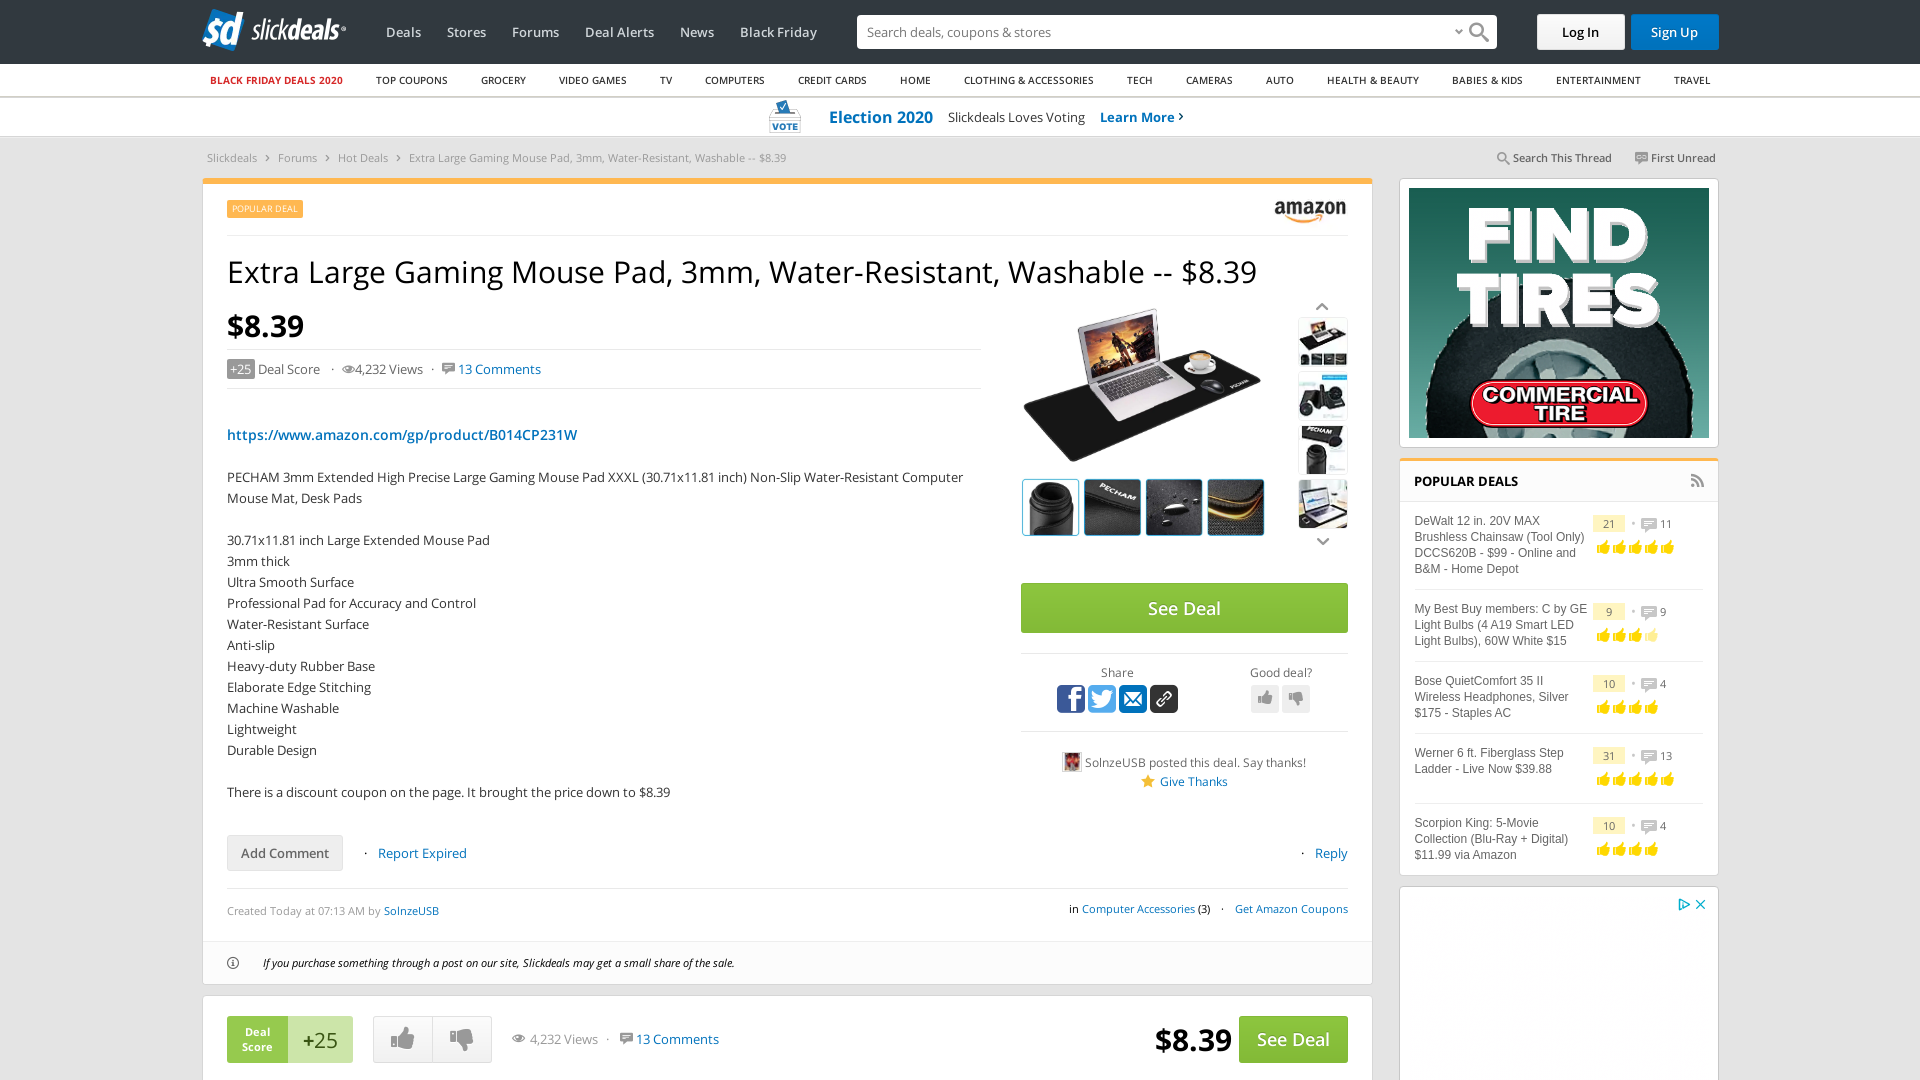 slickdeals
Deals
Stores
Forums
Deal Alerts
News
Black Friday
Search deals, coupons & shops
Log In
Sign Up
BLACK FRIDAY DEALS 2020
TOP COUPONS
GROCERY
VIDEO GAMES
TV
COMPUTERS
CREDIT CARDS
HOME
CLOTHING & ACCESSORIES
TECH
CAMERAS
AUTO
HEALTH & BEAUTY
BABIES & KIDS
ENTERTAINMENT
TRAVEL
VOTE
Election 2020 Slickdeals Loves Voting Learn More
Slickdeals › Forums › Hot Deals › Extra Large Gaming Mouse Pad, 3mm, Water-Resistant, Washable -- $8.39
Search This Thread
First Unread
POPULAR DEAL
amazon
Extra Large Gaming Mouse Pad, 3mm, Water-Resistant, Washable -- $8.39
$8.39
+25 Deal Score · 4,232 Views · 13 Comments
https://www.amazon.com/gp/product/B014CP231W
PECHAM 3mm Extended High Precise Large Gaming Mouse Pad XXXL (30.71x11.81 inch) Non-Slip Water-Resistant Computer
Mouse Mat, Desk Pads
30.71x11.81 inch Large Extended Mouse Pad
3mm thick
Ultra Smooth Surface
Professional Pad for Accuracy and Control
Water-Resistant Surface
Anti-slip
Heavy-duty Rubber Base
Elaborate Edge Stitching
Machine Washable
Lightweight
Durable Design
There is a discount coupon on the page. It brought the price down to $8.39
PECHAM
PECHAM
PECHAM
See Deal
Share
Good deal?
SolnzeUSB posted this deal. Say thanks!
Give Thanks
Add Comment
· Report Expired
· Reply
Created Today at 07:13 AM by SolnzeUSB
in Computer Accessories (3) · Get Amazon Coupons
If you purchase something through a post on our site, Slickdeals may get a small share of the sale.
Deal
Score
+25
4,232 Views · 13 Comments
$8.39
See Deal
FIND
TIRES
COMMERCIAL
TIRE
POPULAR DEALS
DeWalt 12 in. 20V MAX
Brushless Chainsaw (Tool Only)
DCCS620B - $99 - Online and
B&M - Home Depot
21 • 11
My Best Buy members: C by GE
Light Bulbs (4 A19 Smart LED
Light Bulbs), 60W White $15
9 • 9
Bose QuietComfort 35 II
Wireless Headphones, Silver
$175 - Staples AC
10 • 4
Werner 6 ft. Fiberglass Step
Ladder - Live Now $39.88
31 • 13
Scorpion King: 5-Movie
Collection (Blu-Ray + Digital)
$11.99 via Amazon
10 • 4